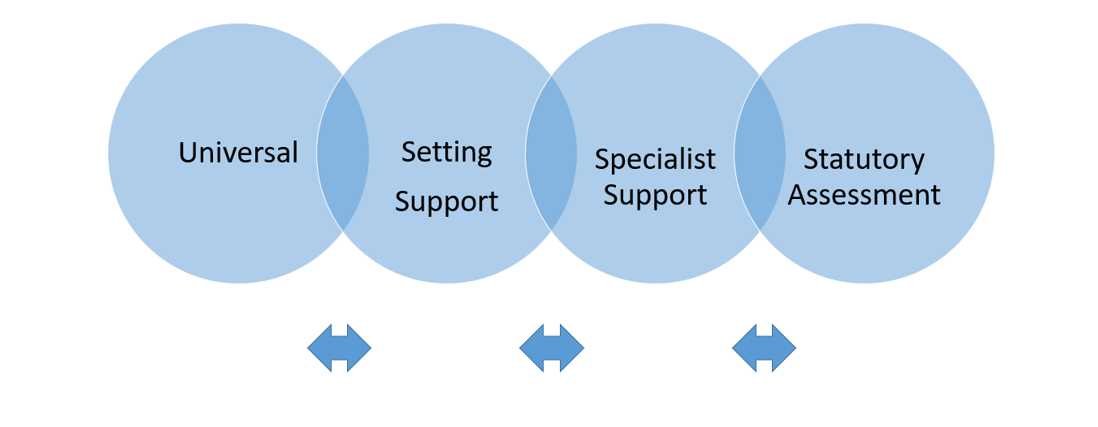 Universal
Setting
Support
Specialist
Support
Statutory
Assessment